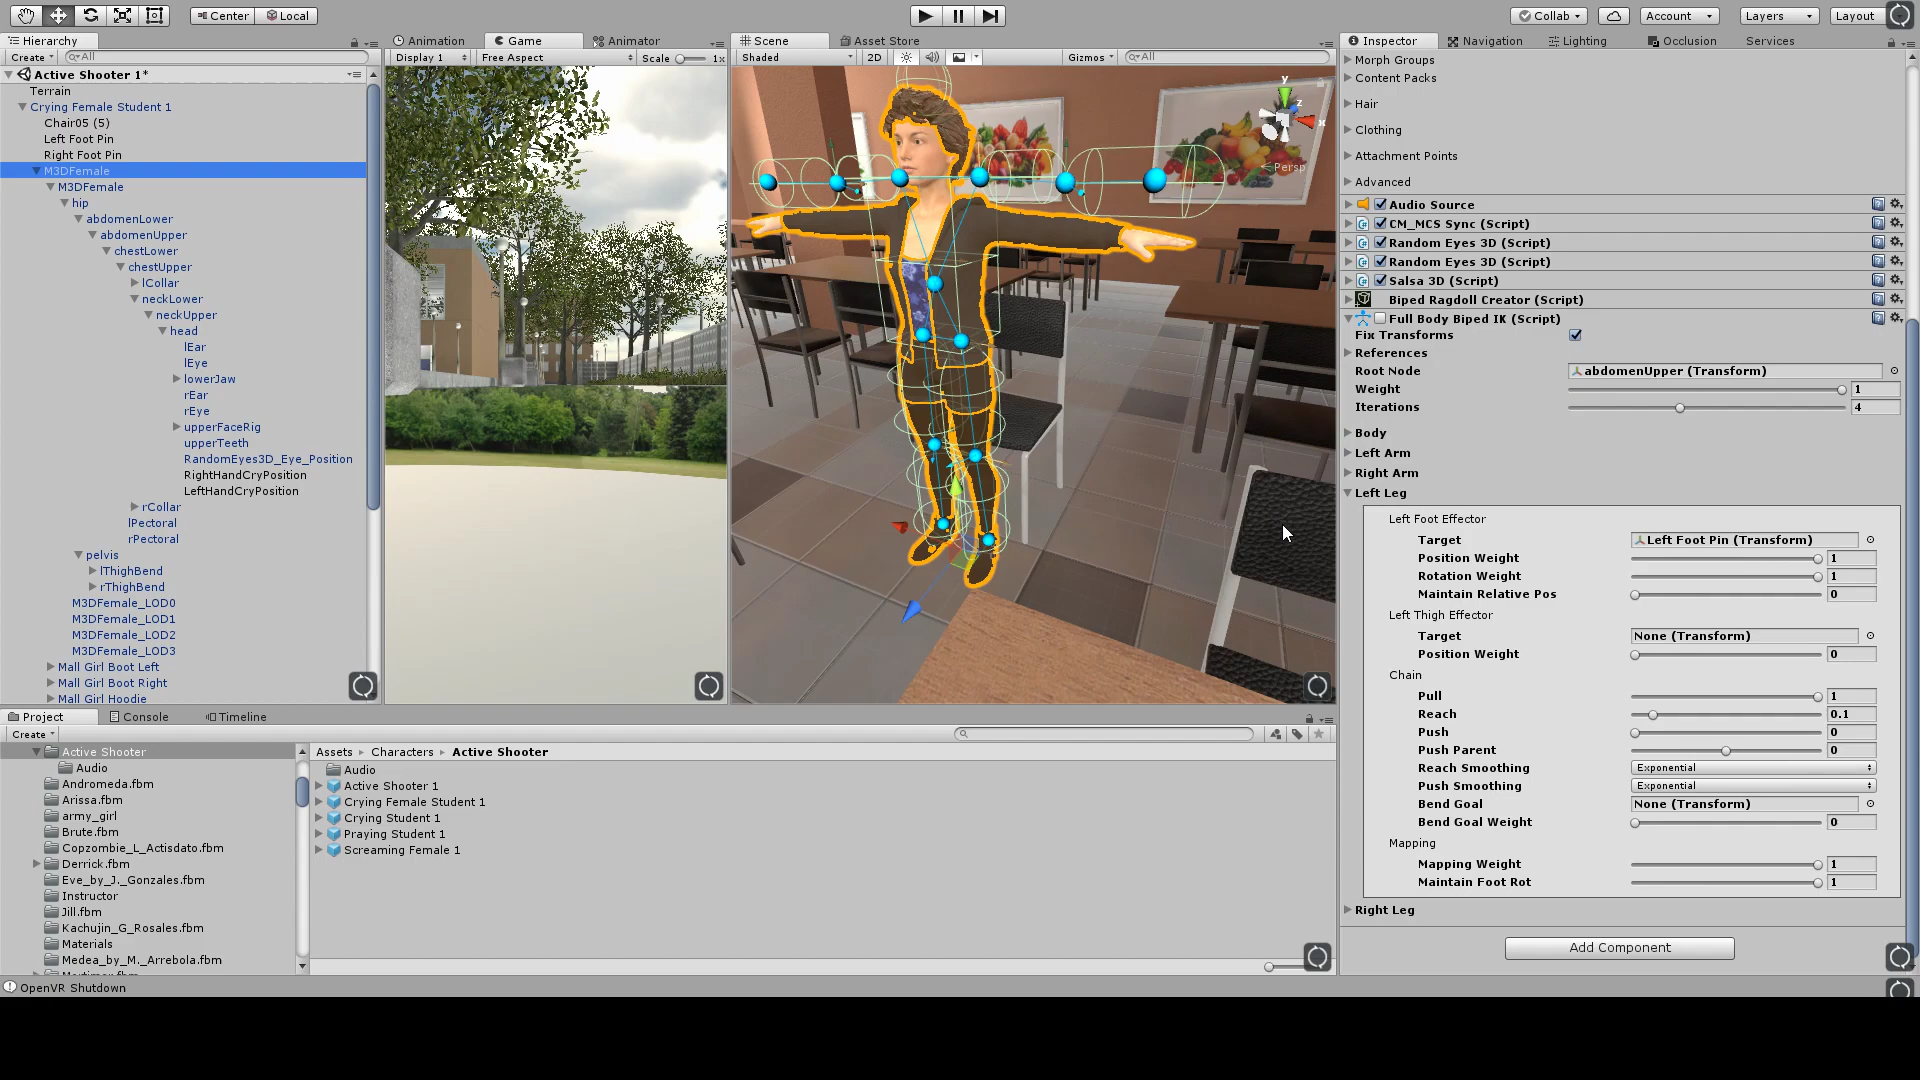 Center
Local
Collab
Account
Layers
Layout
Hierarchy
Create
All
Active Shooter 1*
Terrain
Crying Female Student 1
Chair05 (5)
Left Foot Pin
Right Foot Pin
M3DFemale
M3DFemale
hip
abdomenLower
abdomenUpper
chestLower
chestUpper
lCollar
neckLower
neckUpper
head
lEar
lEye
lowerJaw
rEar
rEye
upperFaceRig
upperTeeth
RandomEyes3D_Eye_Position
RightHandCryPosition
LeftHandCryPosition
rCollar
lPectoral
rPectoral
pelvis
lThighBend
rThighBend
M3DFemale_LOD0
M3DFemale_LOD1
M3DFemale_LOD2
M3DFemale_LOD3
Mall Girl Boot Left
Mall Girl Boot Right
Mall Girl Hoodie
Animation
Game
Animator
Display 1
Free Aspect
Scale
1x
Scene
Asset Store
Shaded
2D
Gizmos
All
y
z
x
Persp
Inspector
Navigation
Lighting
Occlusion
Services
Morph Groups
Content Packs
Hair
Clothing
Attachment Points
Advanced
Audio Source
CM_MCS Sync (Script)
Random Eyes 3D (Script)
Random Eyes 3D (Script)
Salsa 3D (Script)
Biped Ragdoll Creator (Script)
Full Body Biped IK (Script)
Fix Transforms
References
Root Node abdomenUpper (Transform)
Weight 1
Iterations 4
Body
Left Arm
Right Arm
Left Leg
Left Foot Effector
Target Left Foot Pin (Transform)
Position Weight 1
Rotation Weight 1
Maintain Relative Pos 0
Left Thigh Effector
Target None (Transform)
Position Weight 0
Chain
Pull 1
Reach 0.1
Push 0
Push Parent 0
Reach Smoothing Exponential
Push Smoothing Exponential
Bend Goal None (Transform)
Bend Goal Weight 0
Mapping
Mapping Weight 1
Maintain Foot Rot 1
Right Leg
Add Component
Project
Console
Timeline
Create
Active Shooter
Audio
Andromeda.fbm
Arissa.fbm
army_girl
Brute.fbm
Copzombie_L_Actisdato.fbm
Derrick.fbm
Eve_by_J._Gonzales.fbm
Instructor
Jill.fbm
Kachujin_G_Rosales.fbm
Materials
Medea_by_M._Arrebola.fbm
Assets Characters Active Shooter
Audio
Active Shooter 1
Crying Female Student 1
Crying Student 1
Praying Student 1
Screaming Female 1
OpenVR Shutdown